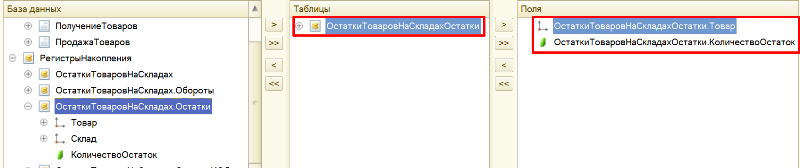 База данных
ПолучениеТоваров
ПродажаТоваров
РегистрыНакопления
ОстаткиТоваровНаСкладах
ОстаткиТоваровНаСкладах.Обороты
ОстаткиТоваровНаСкладах.Остатки
Товар
Склад
КоличествоОстаток
>
>>
<
<<
Таблицы
ОстаткиТоваровНаСкладахОстатки
>
>>
<
<<
Поля
ОстаткиТоваровНаСкладахОстатки.Товар
ОстаткиТоваровНаСкладахОстатки.КоличествоОстаток